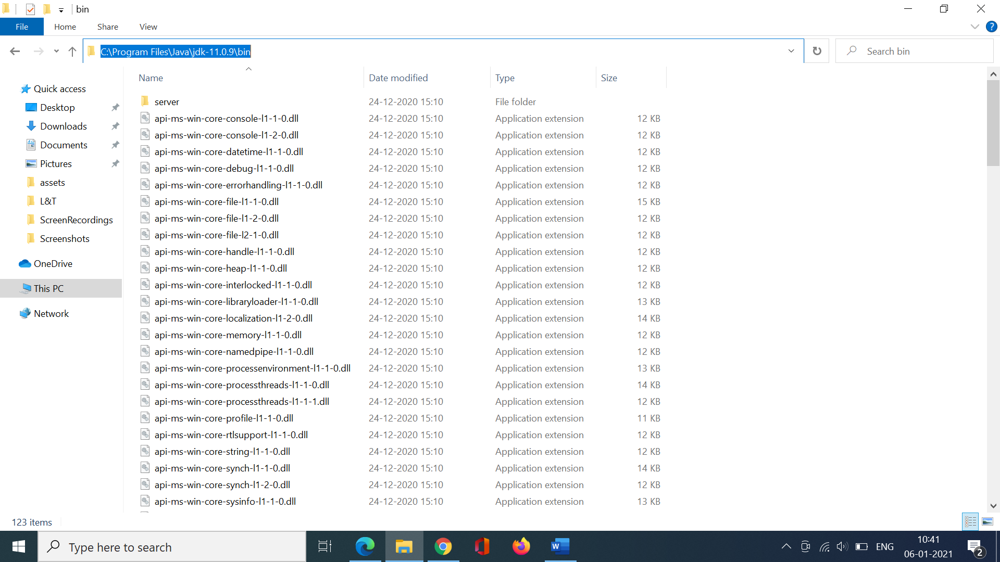 bin
File Home Share View
C:\Program Files\Java\jdk-11.0.9\bin
Search bin
Name Date modified Type Size
Quick access
Desktop
Downloads
Documents
Pictures
assets
L&T
ScreenRecordings
Screenshots
OneDrive
This PC
Network
server 24-12-2020 15:10 File folder
api-ms-win-core-console-l1-1-0.dll 24-12-2020 15:10 Application extension 12 KB
api-ms-win-core-console-l1-2-0.dll 24-12-2020 15:10 Application extension 12 KB
api-ms-win-core-datetime-l1-1-0.dll 24-12-2020 15:10 Application extension 12 KB
api-ms-win-core-debug-l1-1-0.dll 24-12-2020 15:10 Application extension 12 KB
api-ms-win-core-errorhandling-l1-1-0.dll 24-12-2020 15:10 Application extension 12 KB
api-ms-win-core-file-l1-1-0.dll 24-12-2020 15:10 Application extension 15 KB
api-ms-win-core-file-l1-2-0.dll 24-12-2020 15:10 Application extension 12 KB
api-ms-win-core-file-l2-1-0.dll 24-12-2020 15:10 Application extension 12 KB
api-ms-win-core-handle-l1-1-0.dll 24-12-2020 15:10 Application extension 12 KB
api-ms-win-core-heap-l1-1-0.dll 24-12-2020 15:10 Application extension 12 KB
api-ms-win-core-interlocked-l1-1-0.dll 24-12-2020 15:10 Application extension 12 KB
api-ms-win-core-libraryloader-l1-1-0.dll 24-12-2020 15:10 Application extension 13 KB
api-ms-win-core-localization-l1-2-0.dll 24-12-2020 15:10 Application extension 14 KB
api-ms-win-core-memory-l1-1-0.dll 24-12-2020 15:10 Application extension 12 KB
api-ms-win-core-namedpipe-l1-1-0.dll 24-12-2020 15:10 Application extension 12 KB
api-ms-win-core-processenvironment-l1-1-0.dll 24-12-2020 15:10 Application extension 13 KB
api-ms-win-core-processthreads-l1-1-0.dll 24-12-2020 15:10 Application extension 14 KB
api-ms-win-core-processthreads-l1-1-1.dll 24-12-2020 15:10 Application extension 12 KB
api-ms-win-core-profile-l1-1-0.dll 24-12-2020 15:10 Application extension 11 KB
api-ms-win-core-rtlsupport-l1-1-0.dll 24-12-2020 15:10 Application extension 12 KB
api-ms-win-core-string-l1-1-0.dll 24-12-2020 15:10 Application extension 12 KB
api-ms-win-core-synch-l1-1-0.dll 24-12-2020 15:10 Application extension 14 KB
api-ms-win-core-synch-l1-2-0.dll 24-12-2020 15:10 Application extension 12 KB
api-ms-win-core-sysinfo-l1-1-0.dll 24-12-2020 15:10 Application extension 13 KB
123 items
Type here to search
ENG
10:41
06-01-2021
2